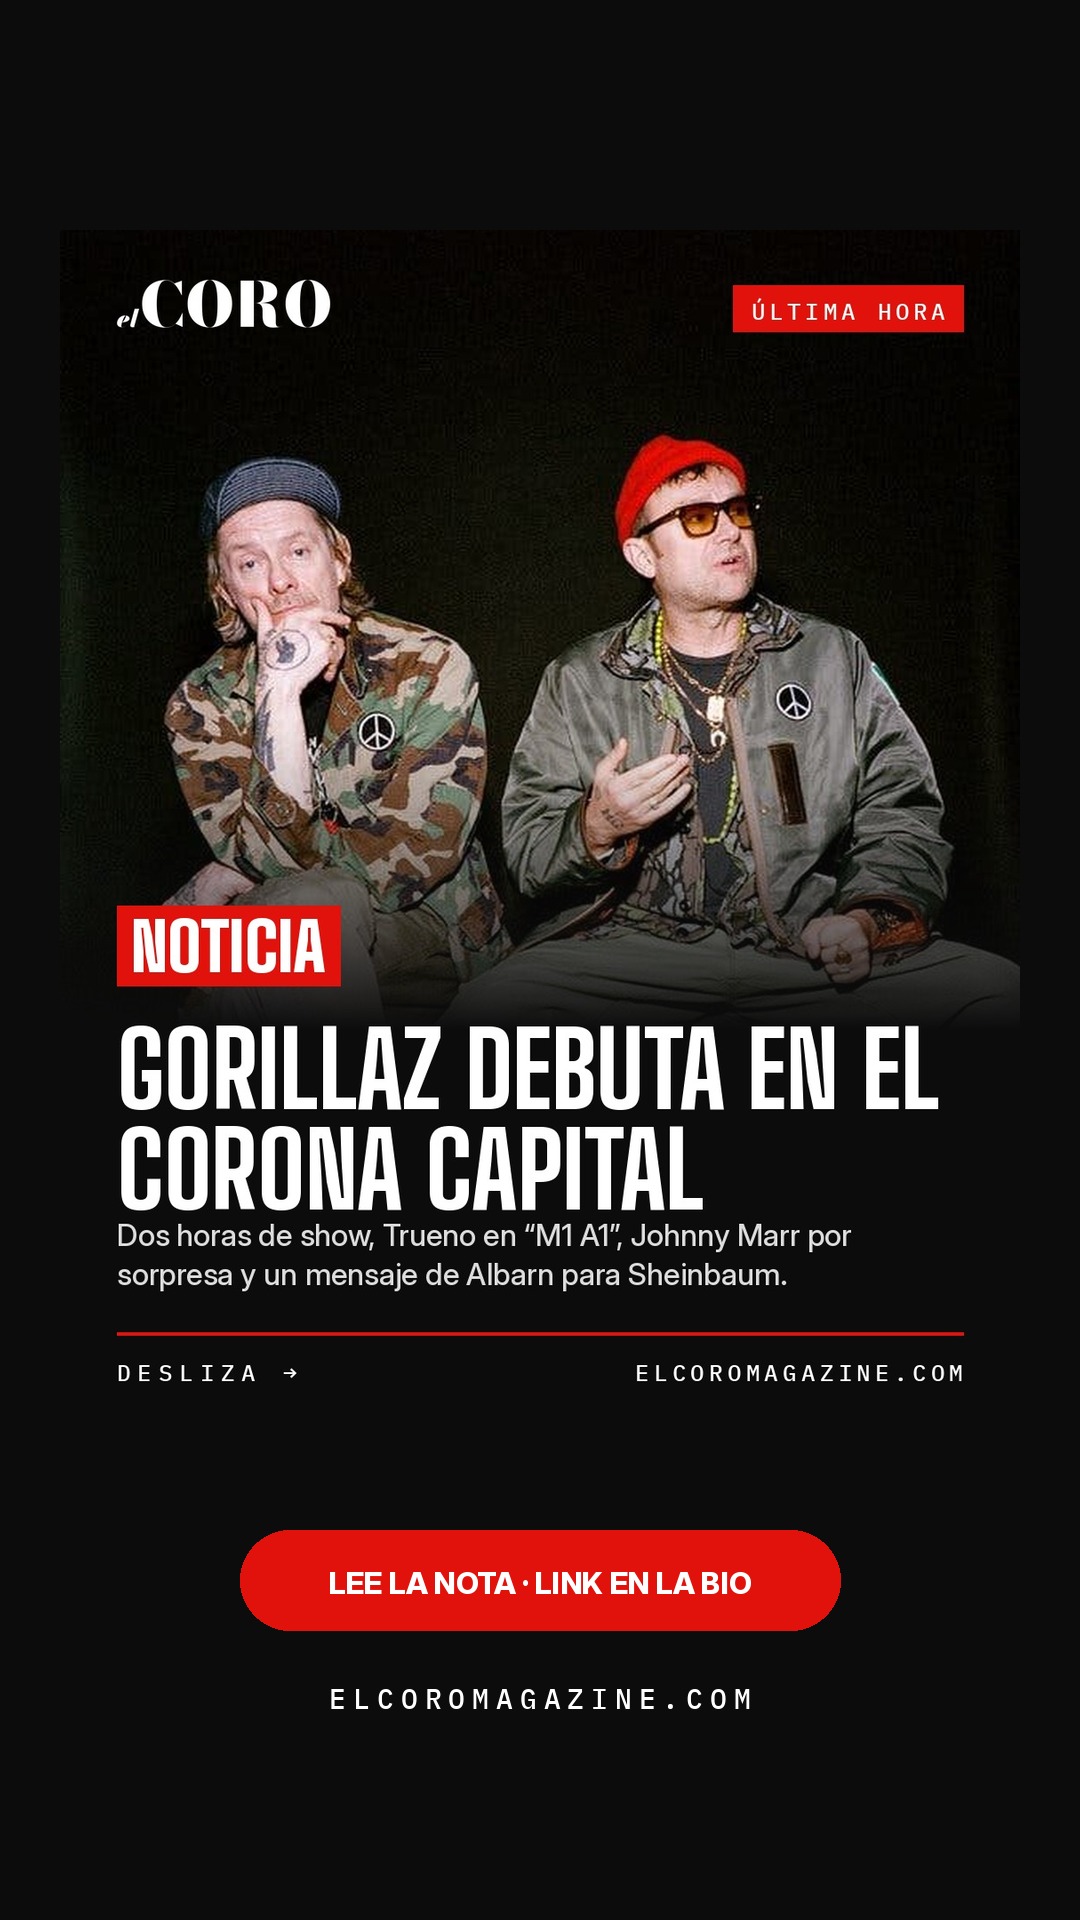 el CORO
ÚLTIMA HORA
NOTICIA
GORILLAZ DEBUTA EN EL
CORONA CAPITAL
Dos horas de show, Trueno en “M1 A1”, Johnny Marr por
sorpresa y un mensaje de Albarn para Sheinbaum.
DESLIZA →
ELCOROMAGAZINE.COM
LEE LA NOTA · LINK EN LA BIO
ELCOROMAGAZINE.COM